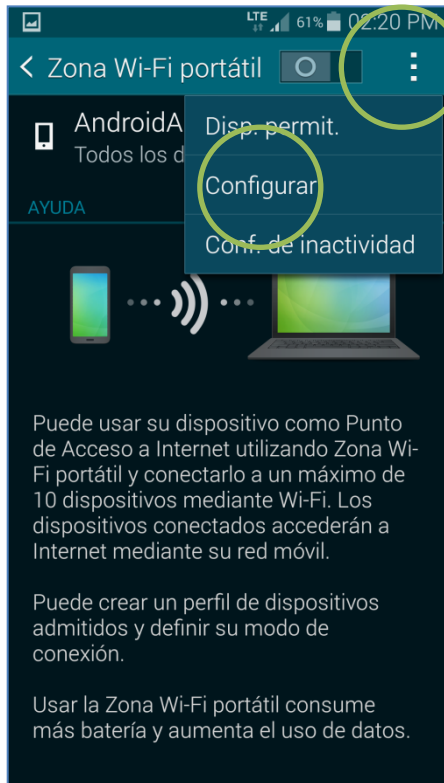 LTE 61% 02:20 PM
Zona Wi-Fi portátil
AndroidA
Todos los d
Disp. permit.
Configurar
Conf. de inactividad
AYUDA
Puede usar su dispositivo como Punto
de Acceso a Internet utilizando Zona Wi-
Fi portátil y conectarlo a un máximo de
10 dispositivos mediante Wi-Fi. Los
dispositivos conectados accederán a
Internet mediante su red móvil.
Puede crear un perfil de dispositivos
admitidos y definir su modo de
conexión.
Usar la Zona Wi-Fi portátil consume
más batería y aumenta el uso de datos.